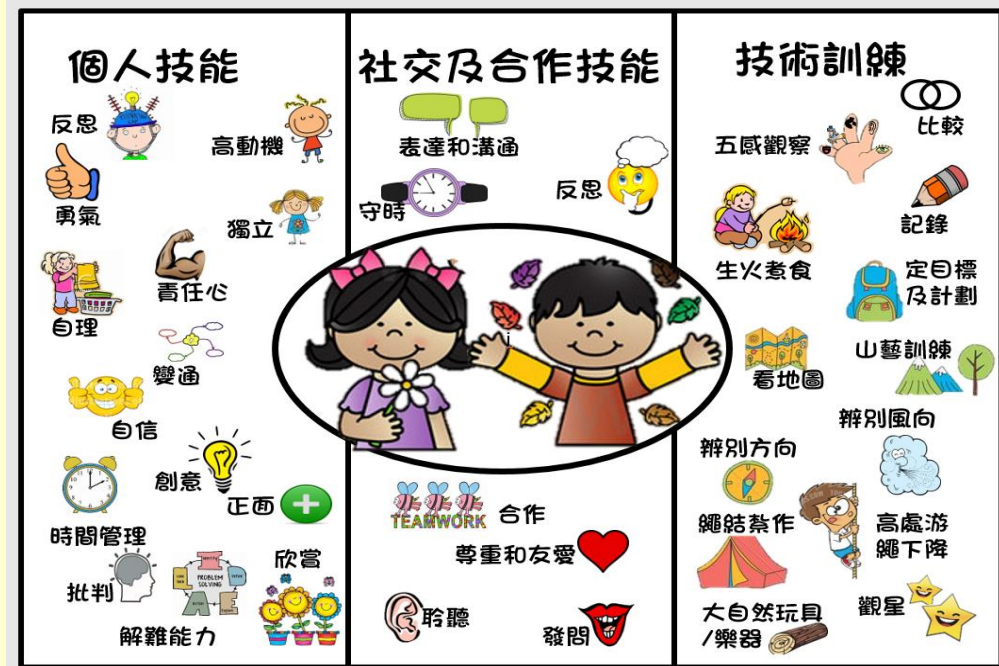 個人技能
反思
高動機
勇氣
獨立
責任心
自理
變通
自信
創意
正面
時間管理
批判
PROBLEM
SOLVING
欣賞
解難能力
社交及合作技能
表達和溝通
守時
反思
TEAMWORK
合作
尊重和友愛
聆聽
發問
技術訓練
比較
五感觀察
記錄
生火煮食
定目標
及計劃
看地圖
山藝訓練
辨別風向
辨別方向
繩結紮作
高處游
繩下降
大自然玩具
/樂器
觀星